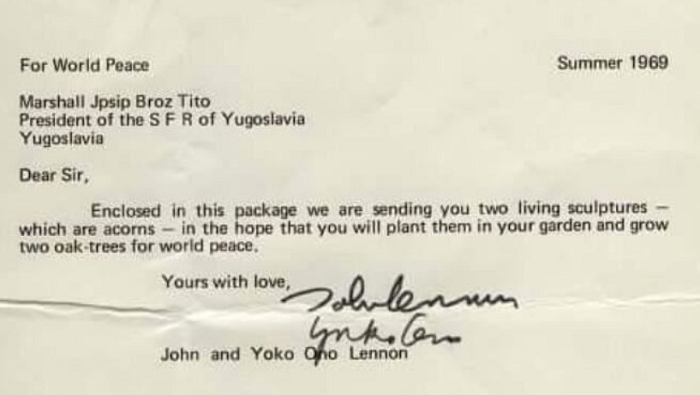 For World Peace Summer 1969
Marshall Jpsip Broz Tito
President of the S F R of Yugoslavia
Yugoslavia
Dear Sir,
Enclosed in this package we are sending you two living sculptures –
which are acorns – in the hope that you will plant them in your garden and grow
two oak-trees for world peace.
Yours with love,
John Lennon
Yoko Ono
John and Yoko Ono Lennon